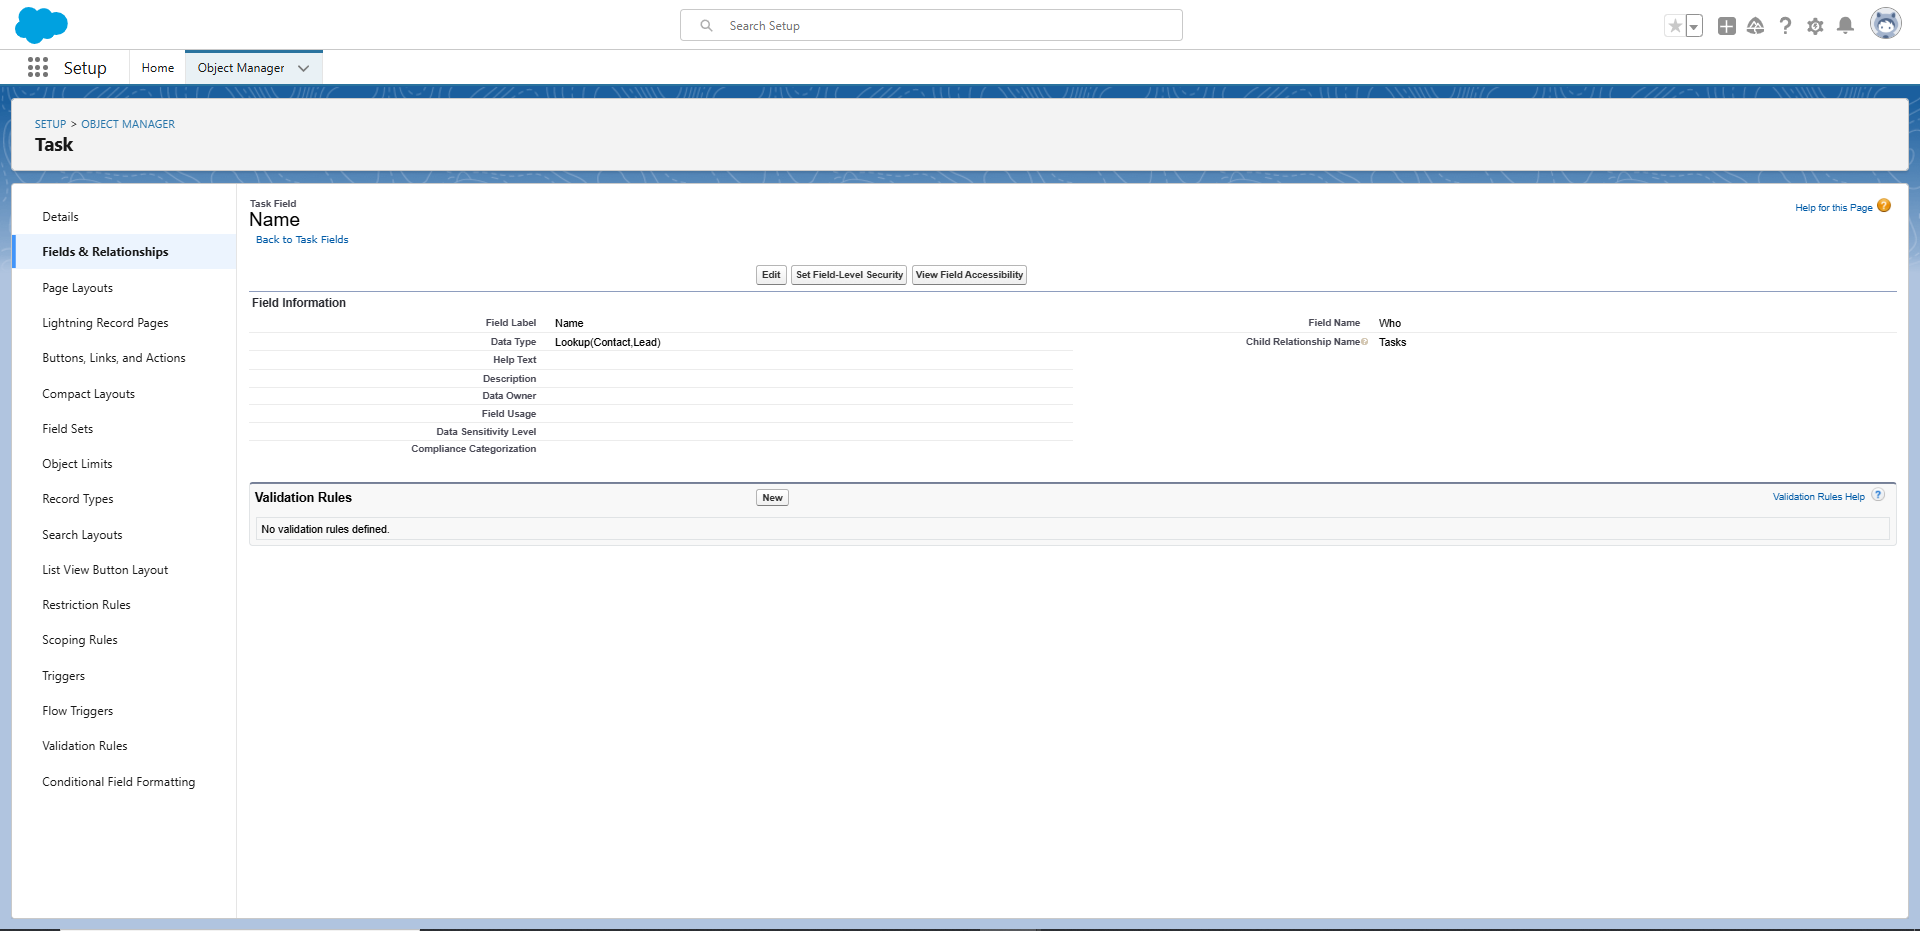 Search Setup
Setup
Home
Object Manager
SETUP > OBJECT MANAGER
Task
Details
Fields & Relationships
Page Layouts
Lightning Record Pages
Buttons, Links, and Actions
Compact Layouts
Field Sets
Object Limits
Record Types
Search Layouts
List View Button Layout
Restriction Rules
Scoping Rules
Triggers
Flow Triggers
Validation Rules
Conditional Field Formatting
Task Field
Name
Back to Task Fields
Help for this Page ?
Edit
Set Field-Level Security
View Field Accessibility
Field Information
Field Label Name
Field Name Who
Data Type Lookup(Contact,Lead)
Child Relationship Name Tasks
Help Text
Description
Data Owner
Field Usage
Data Sensitivity Level
Compliance Categorization
Validation Rules
New
Validation Rules Help ?
No validation rules defined.